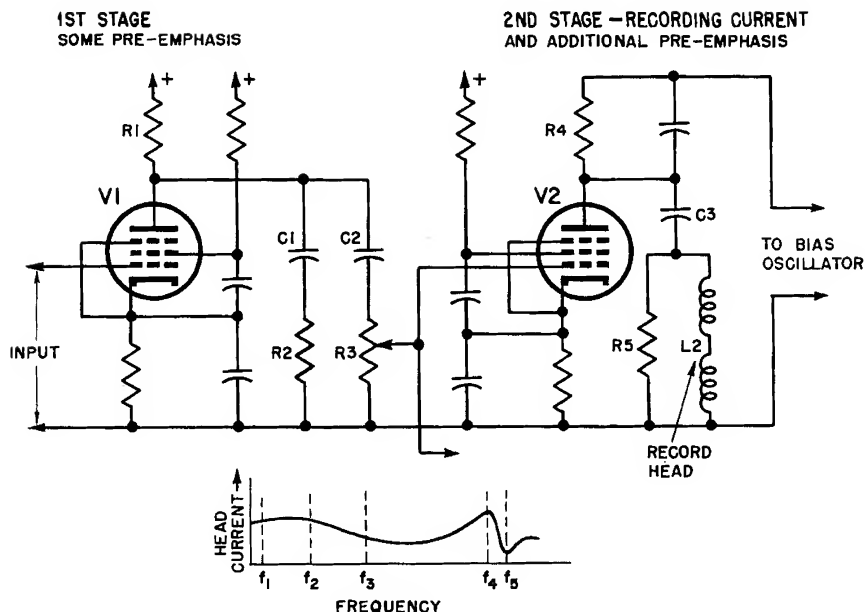 1ST STAGE
SOME PRE-EMPHASIS
2ND STAGE – RECORDING CURRENT
AND ADDITIONAL PRE-EMPHASIS
+
+
+
R1
R4
V1
V2
C1
C2
C3
TO BIAS
OSCILLATOR
INPUT
R2
R3
R5
L2
RECORD
HEAD
HEAD
CURRENT
f1
f2
f3
f4
f5
FREQUENCY